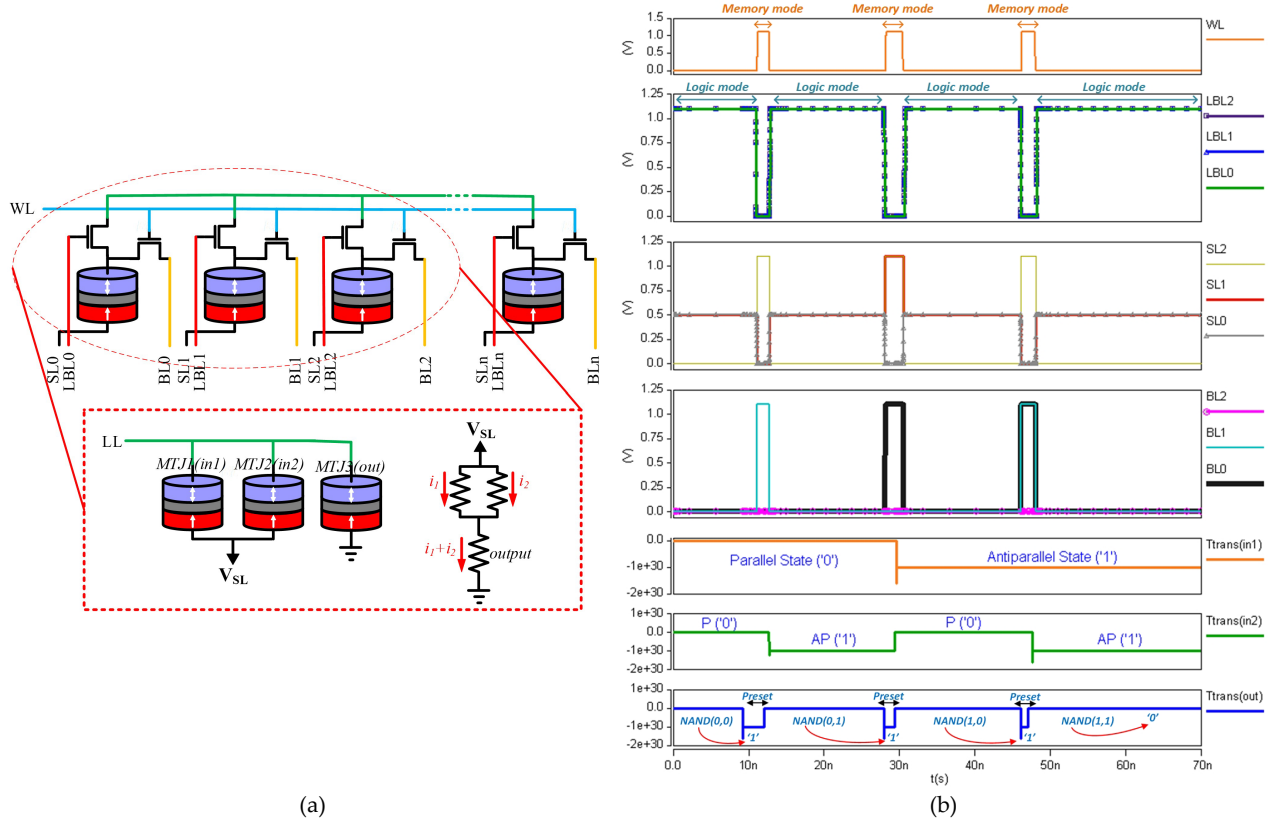 WL
SL0
LBL0
BL0
SL1
LBL1
BL1
SL2
LBL2
BL2
SLn
LBLn
BLn
LL
MTJ1(in1)
MTJ2(in2)
MTJ3(out)
VSL
VSL
i1
i2
i1+i2
output
(a)
Memory mode
Memory mode
Memory mode
1.5
1.0
0.5
0.0
(V)
WL
Logic mode
Logic mode
Logic mode
Logic mode
1.25
1.0
0.75
0.5
0.25
0.0
(V)
LBL2
LBL1
LBL0
1.25
1.0
0.75
0.5
0.25
0.0
(V)
SL2
SL1
SL0
1.25
1.0
0.75
0.5
0.25
0.0
(V)
BL2
BL1
BL0
0.0
-1e+30
-2e+30
Parallel State ('0')
Antiparallel State ('1')
Ttrans(in1)
1e+30
0.0
-1e+30
-2e+30
P ('0')
AP ('1')
P ('0')
AP ('1')
Ttrans(in2)
1e+30
0.0
-1e+30
-2e+30
Preset
Preset
Preset
NAND(0,0)
'1'
NAND(0,1)
'1'
NAND(1,0)
'1'
NAND(1,1)
'0'
Ttrans(out)
0.0
10n
20n
30n
40n
50n
60n
70n
t(s)
(b)